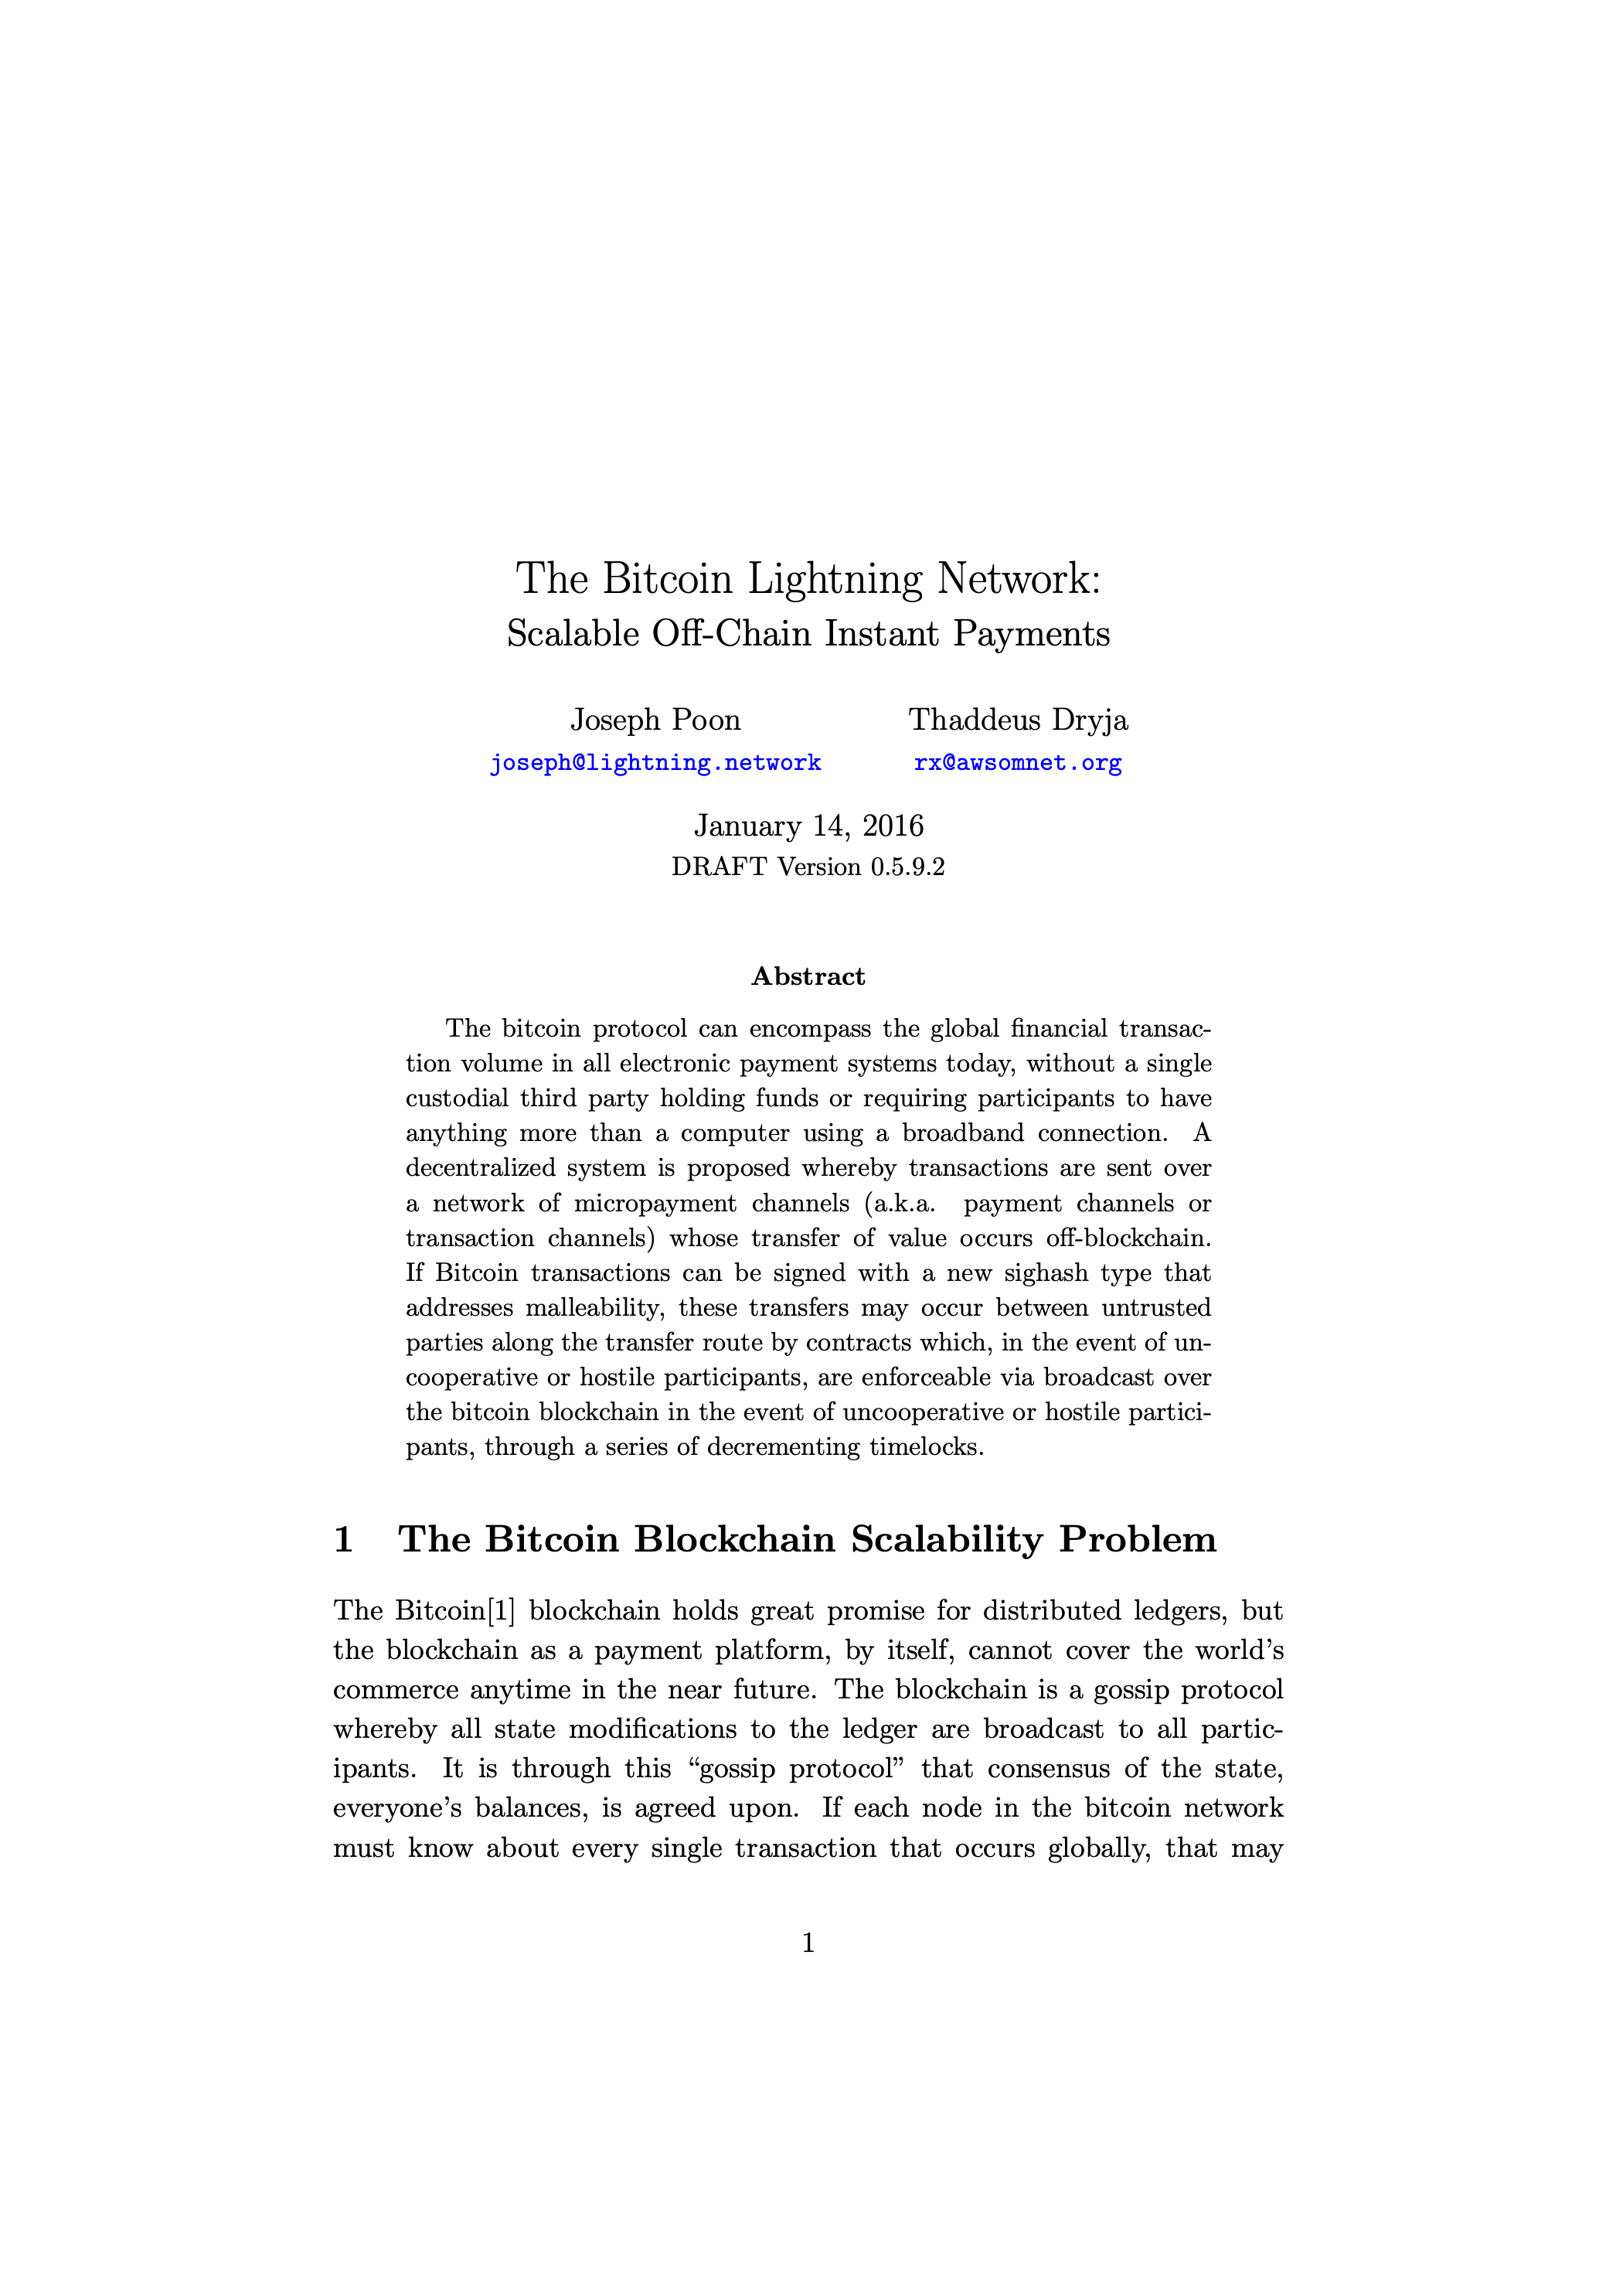 The Bitcoin Lightning Network:
Scalable Off-Chain Instant Payments
Joseph Poon Thaddeus Dryja
joseph@lightning.network rx@awsomnet.org
January 14, 2016
DRAFT Version 0.5.9.2
Abstract
The bitcoin protocol can encompass the global financial transac-
tion volume in all electronic payment systems today, without a single
custodial third party holding funds or requiring participants to have
anything more than a computer using a broadband connection. A
decentralized system is proposed whereby transactions are sent over
a network of micropayment channels (a.k.a. payment channels or
transaction channels) whose transfer of value occurs off-blockchain.
If Bitcoin transactions can be signed with a new sighash type that
addresses malleability, these transfers may occur between untrusted
parties along the transfer route by contracts which, in the event of un-
cooperative or hostile participants, are enforceable via broadcast over
the bitcoin blockchain in the event of uncooperative or hostile partici-
pants, through a series of decrementing timelocks.
1 The Bitcoin Blockchain Scalability Problem
The Bitcoin[1] blockchain holds great promise for distributed ledgers, but
the blockchain as a payment platform, by itself, cannot cover the world's
commerce anytime in the near future. The blockchain is a gossip protocol
whereby all state modifications to the ledger are broadcast to all partic-
ipants. It is through this “gossip protocol” that consensus of the state,
everyone's balances, is agreed upon. If each node in the bitcoin network
must know about every single transaction that occurs globally, that may
1